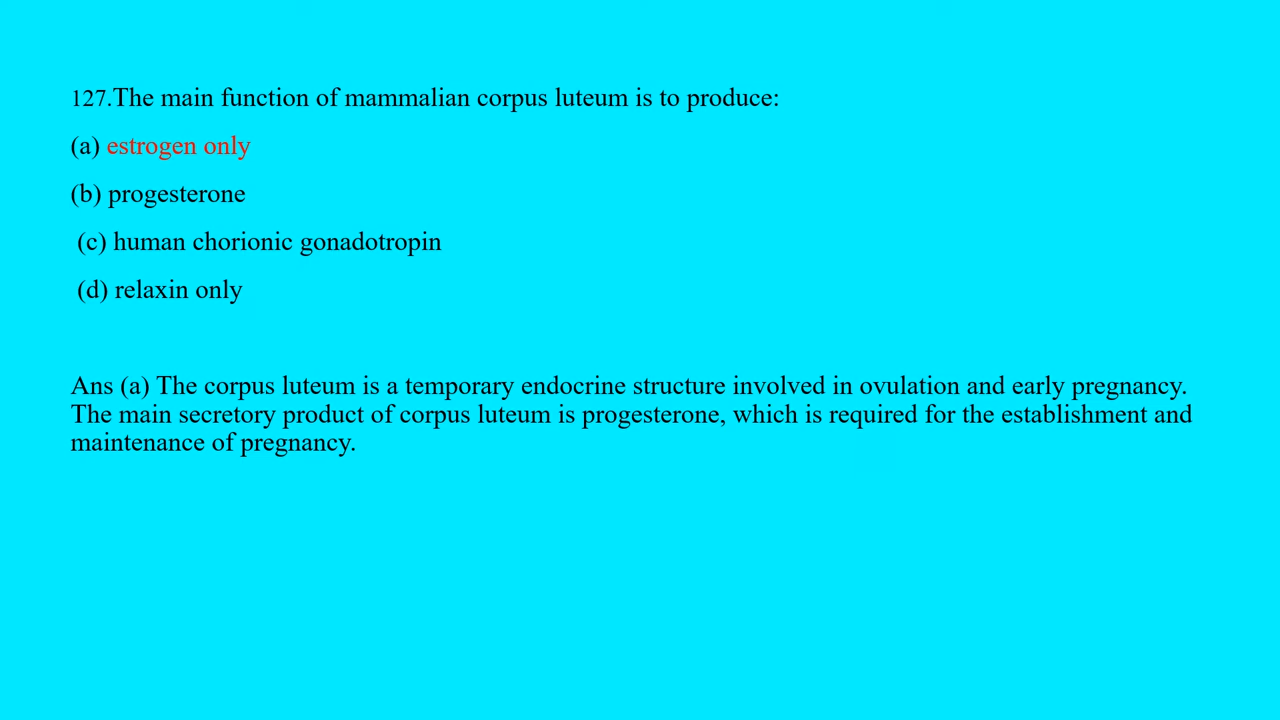 127.The main function of mammalian corpus luteum is to produce:
(a) estrogen only
(b) progesterone
(c) human chorionic gonadotropin
(d) relaxin only
Ans (a) The corpus luteum is a temporary endocrine structure involved in ovulation and early pregnancy.
The main secretory product of corpus luteum is progesterone, which is required for the establishment and
maintenance of pregnancy.